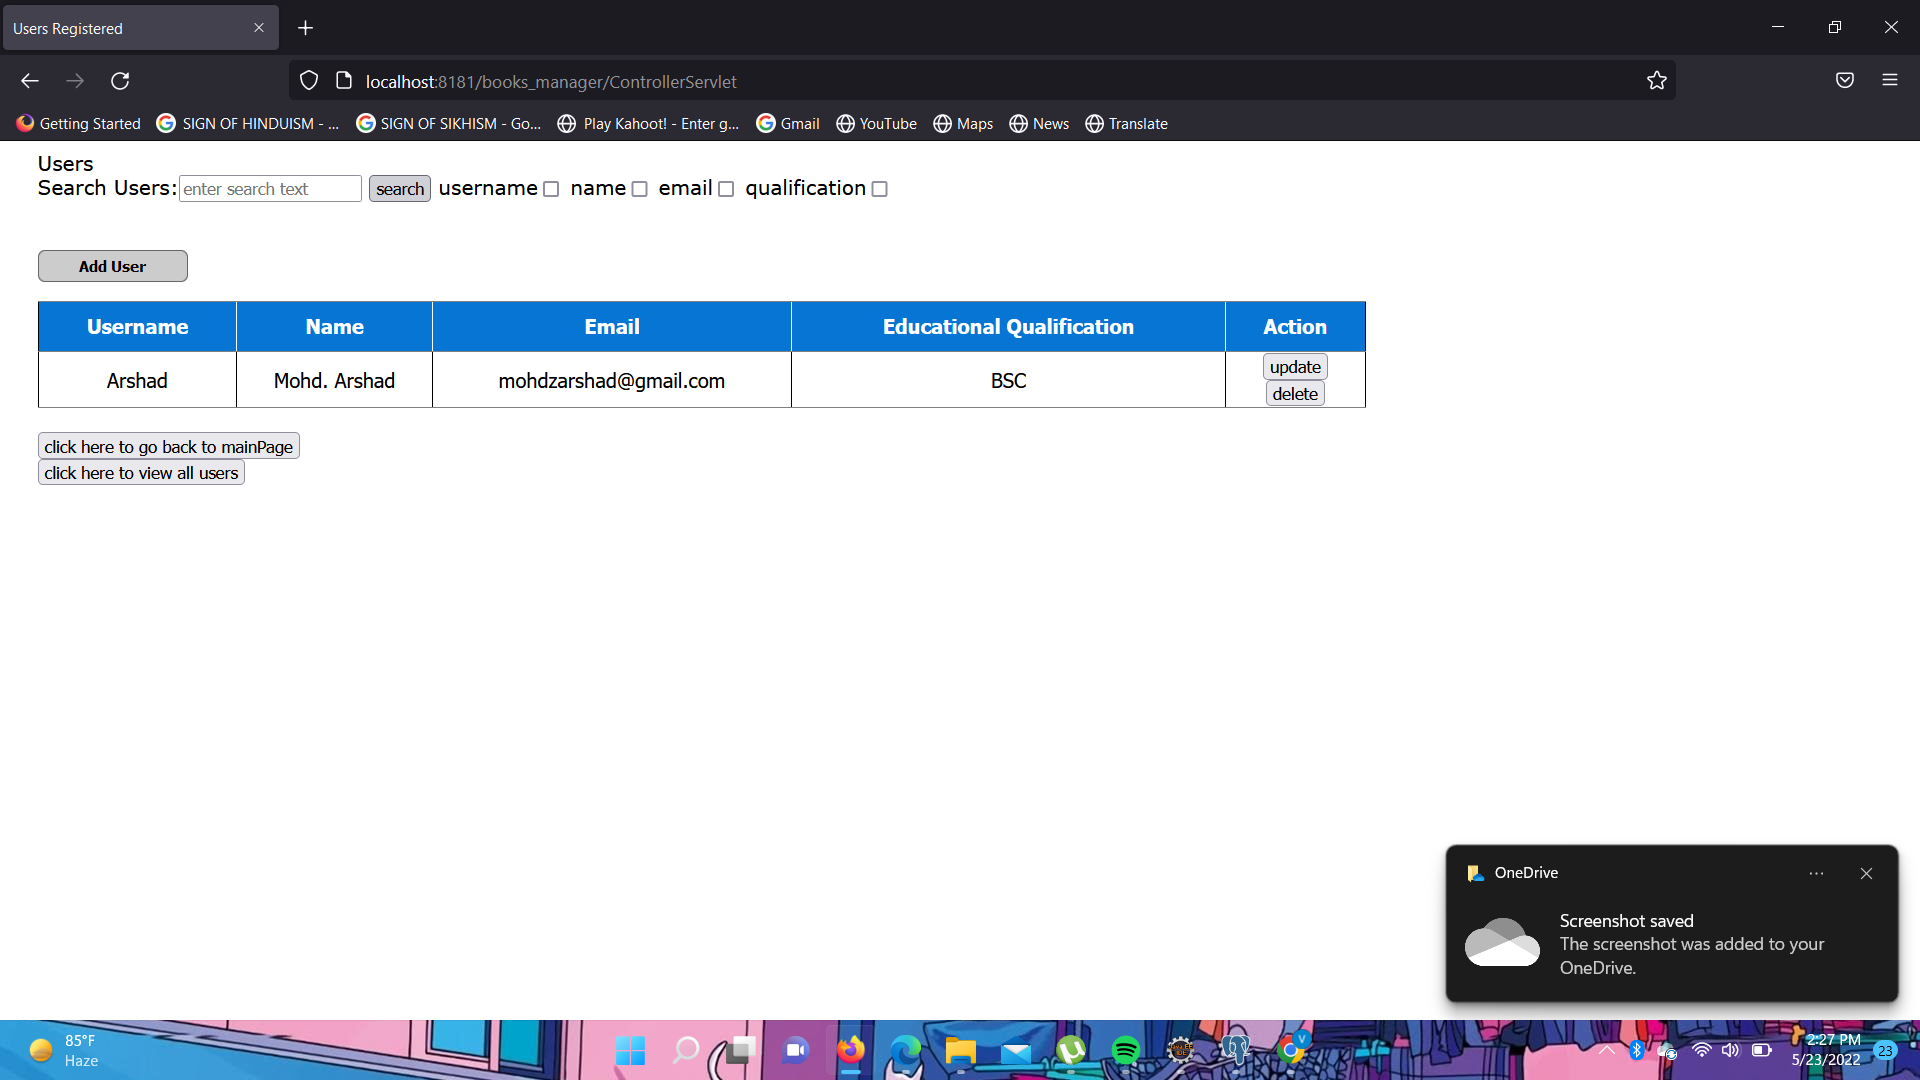 Users Registered
localhost:8181/books_manager/ControllerServlet
Getting Started SIGN OF HINDUISM - ... SIGN OF SIKHISM - Go... Play Kahoot! - Enter g... Gmail YouTube Maps News Translate
Users
Search Users: enter search text search username name email qualification
Add User
Username Name Email Educational Qualification Action
Arshad Mohd. Arshad mohdzarshad@gmail.com BSC update
delete
click here to go back to mainPage
click here to view all users
OneDrive
Screenshot saved
The screenshot was added to your
OneDrive.
85°F
Haze
2:27 PM
5/23/2022 23